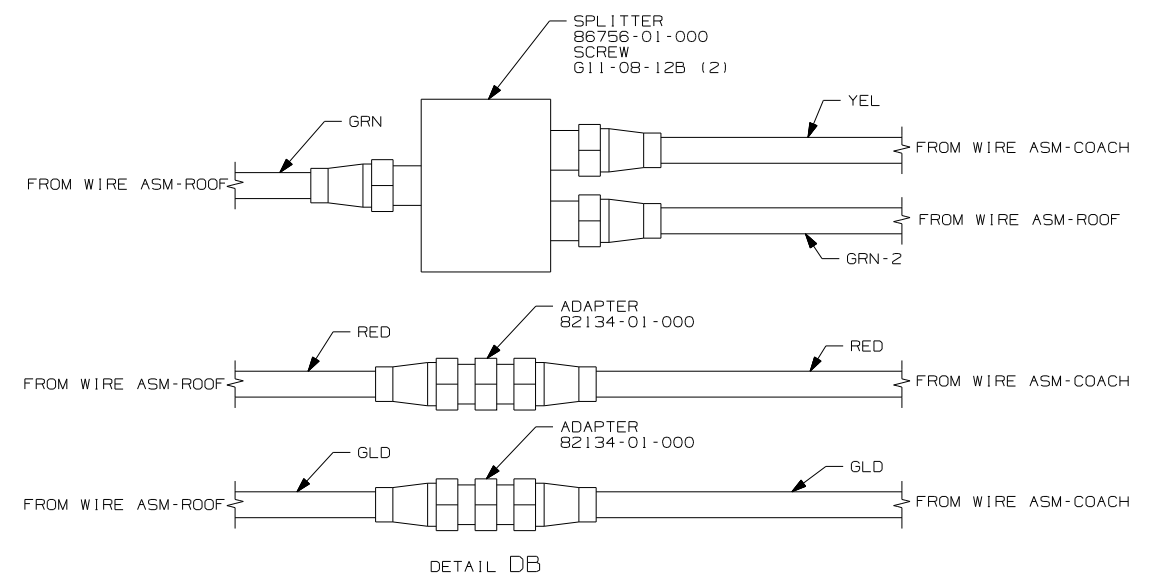 SPLITTER
86756-01-000
SCREW
G11-08-12B (2)
GRN
YEL
FROM WIRE ASM-COACH
FROM WIRE ASM-ROOF
FROM WIRE ASM-ROOF
GRN-2
ADAPTER
82134-01-000
RED
RED
FROM WIRE ASM-ROOF
FROM WIRE ASM-COACH
ADAPTER
82134-01-000
GLD
GLD
FROM WIRE ASM-ROOF
FROM WIRE ASM-COACH
DETAIL DB